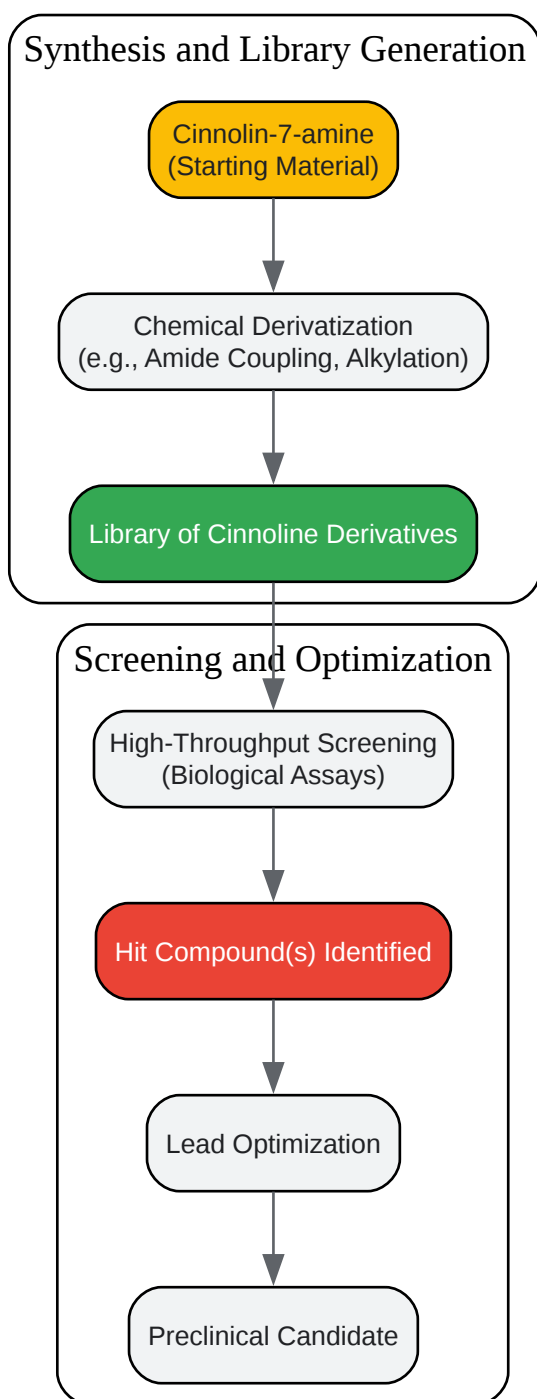 Synthesis and Library Generation
Cinnolin-7-amine
(Starting Material)
Chemical Derivatization
(e.g., Amide Coupling, Alkylation)
Library of Cinnoline Derivatives
Screening and Optimization
High-Throughput Screening
(Biological Assays)
Hit Compound(s) Identified
Lead Optimization
Preclinical Candidate